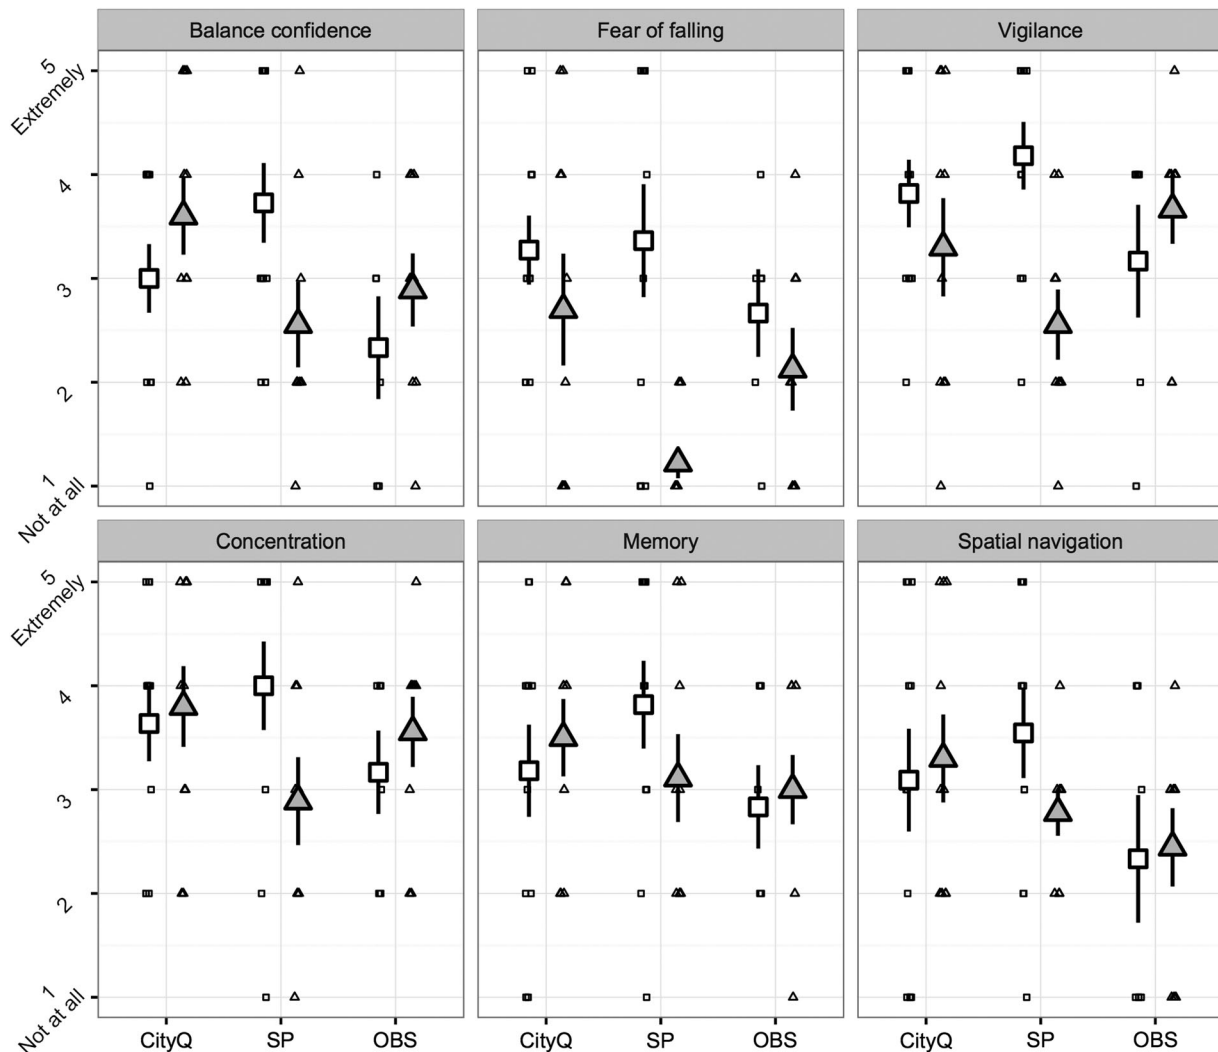 Balance confidence Fear of falling Vigilance
5
Extremely
4
3
2
1
Not at all
Concentration Memory Spatial navigation
5
Extremely
4
3
2
1
Not at all
CityQ SP OBS CityQ SP OBS CityQ SP OBS